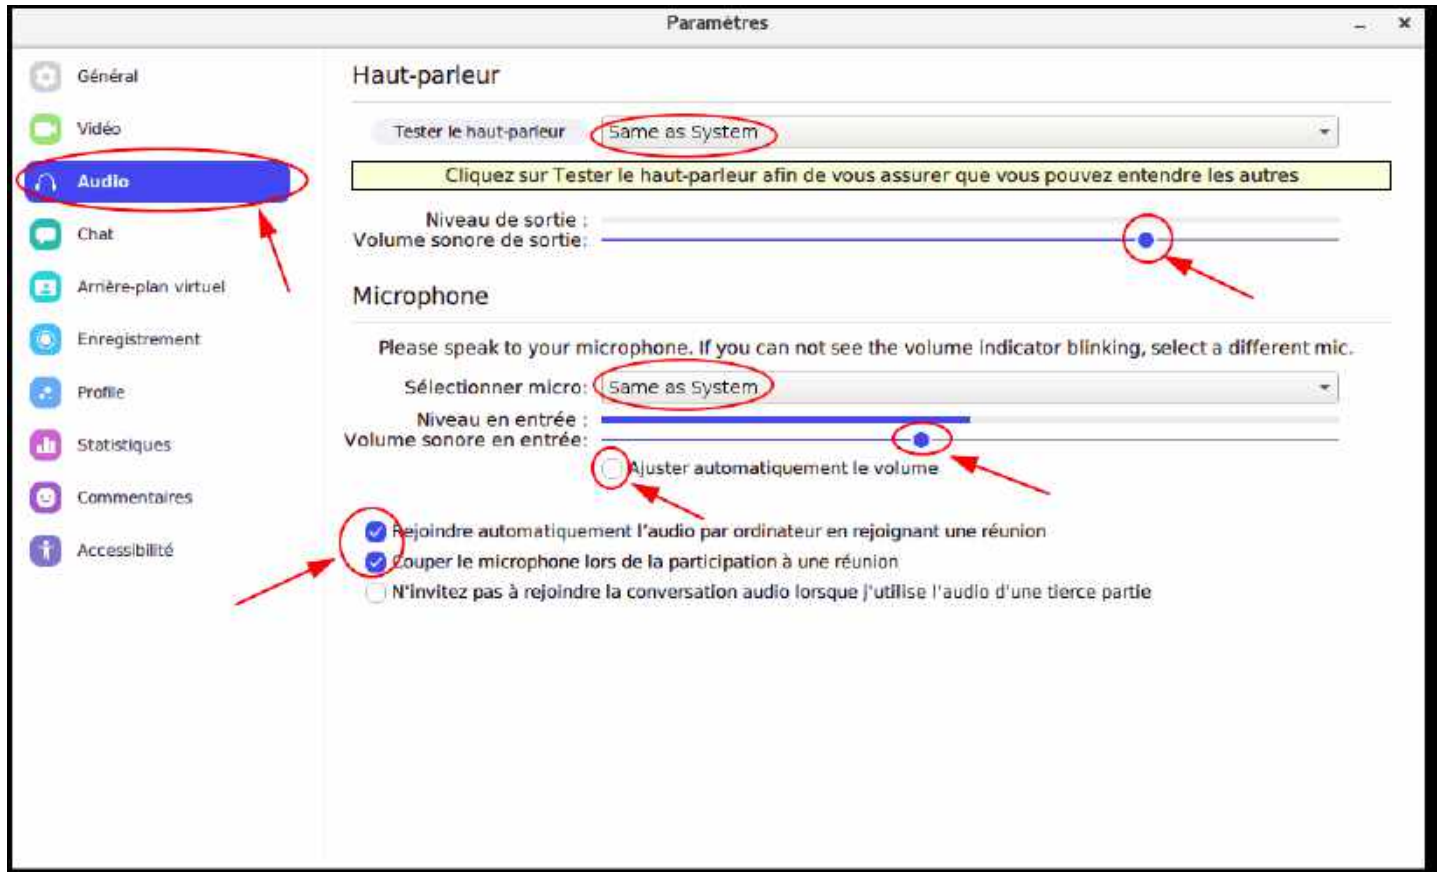 Paramètres
Général
Vidéo
Audio
Chat
Arrière-plan virtuel
Enregistrement
Profile
Statistiques
Commentaires
Accessibilité
Haut-parleur
Tester le haut-parleur Same as System
Cliquez sur Tester le haut-parleur afin de vous assurer que vous pouvez entendre les autres
Niveau de sortie :
Volume sonore de sortie:
Microphone
Please speak to your microphone. If you can not see the volume indicator blinking, select a different mic.
Sélectionner micro: Same as System
Niveau en entrée :
Volume sonore en entrée:
Ajuster automatiquement le volume
Rejoindre automatiquement l'audio par ordinateur en rejoignant une réunion
Couper le microphone lors de la participation à une réunion
N'invitez pas à rejoindre la conversation audio lorsque j'utilise l'audio d'une tierce partie